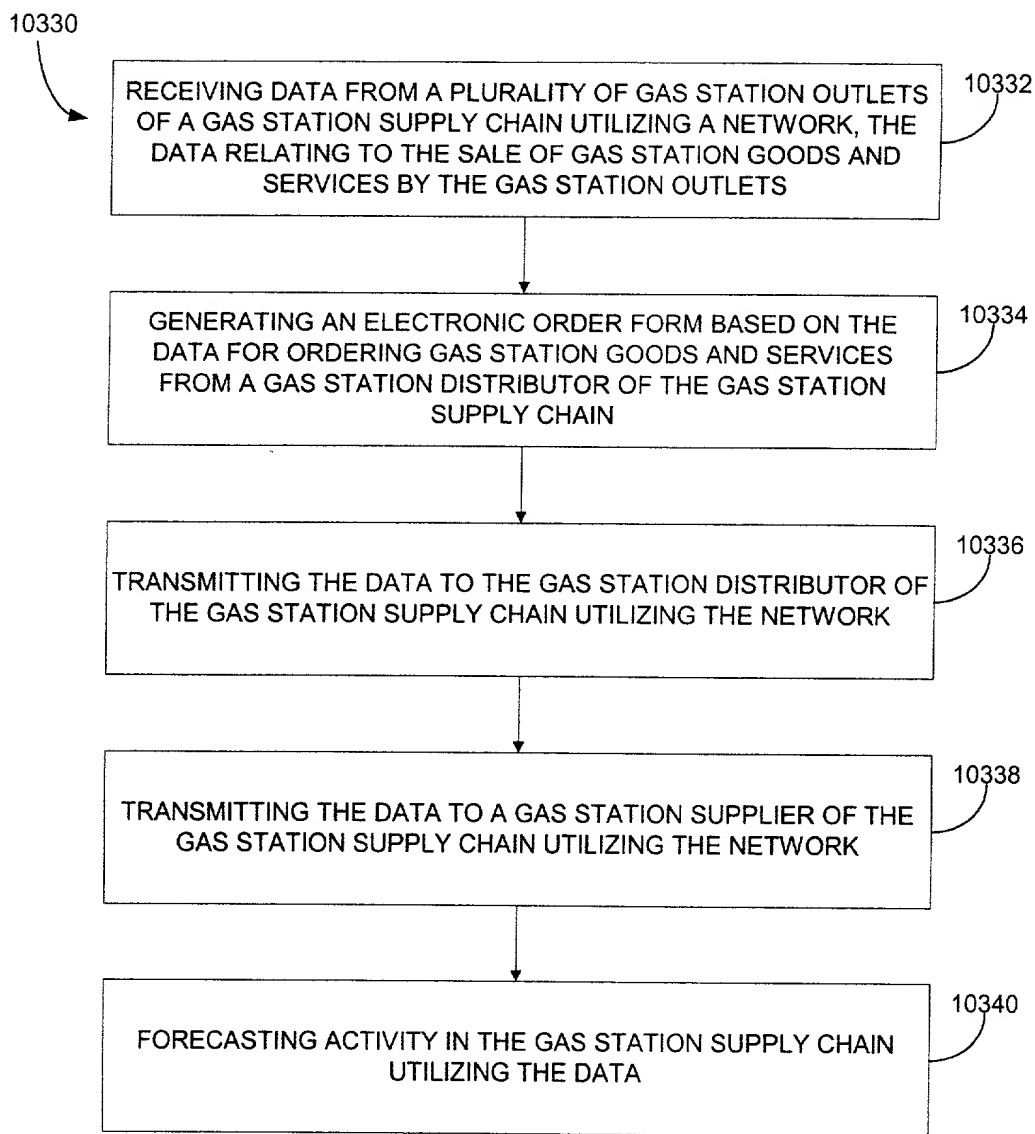 10330
10332
RECEIVING DATA FROM A PLURALITY OF GAS STATION OUTLETS
OF A GAS STATION SUPPLY CHAIN UTILIZING A NETWORK, THE
DATA RELATING TO THE SALE OF GAS STATION GOODS AND
SERVICES BY THE GAS STATION OUTLETS
10334
GENERATING AN ELECTRONIC ORDER FORM BASED ON THE
DATA FOR ORDERING GAS STATION GOODS AND SERVICES
FROM A GAS STATION DISTRIBUTOR OF THE GAS STATION
SUPPLY CHAIN
10336
TRANSMITTING THE DATA TO THE GAS STATION DISTRIBUTOR OF
THE GAS STATION SUPPLY CHAIN UTILIZING THE NETWORK
10338
TRANSMITTING THE DATA TO A GAS STATION SUPPLIER OF THE
GAS STATION SUPPLY CHAIN UTILIZING THE NETWORK
10340
FORECASTING ACTIVITY IN THE GAS STATION SUPPLY CHAIN
UTILIZING THE DATA